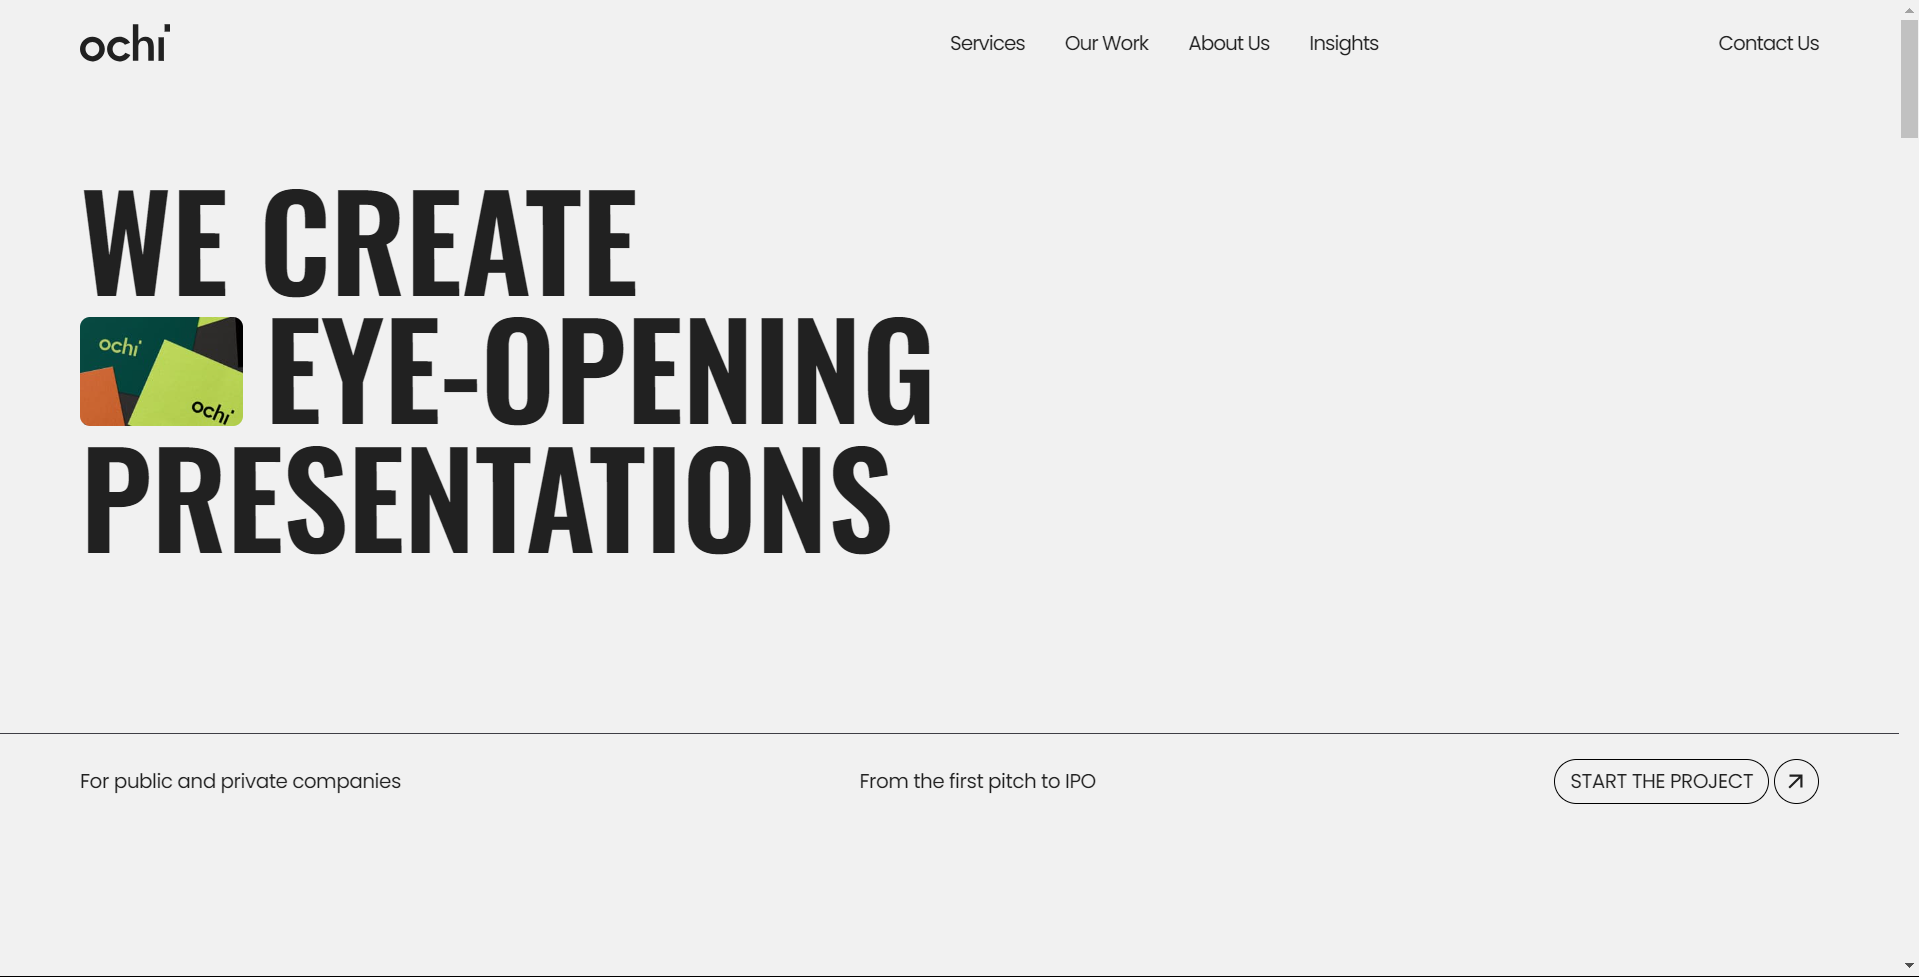 ochi
Services Our Work About Us Insights Contact Us
WE CREATE
ochi
ochi
EYE-OPENING
PRESENTATIONS
For public and private companies From the first pitch to IPO START THE PROJECT